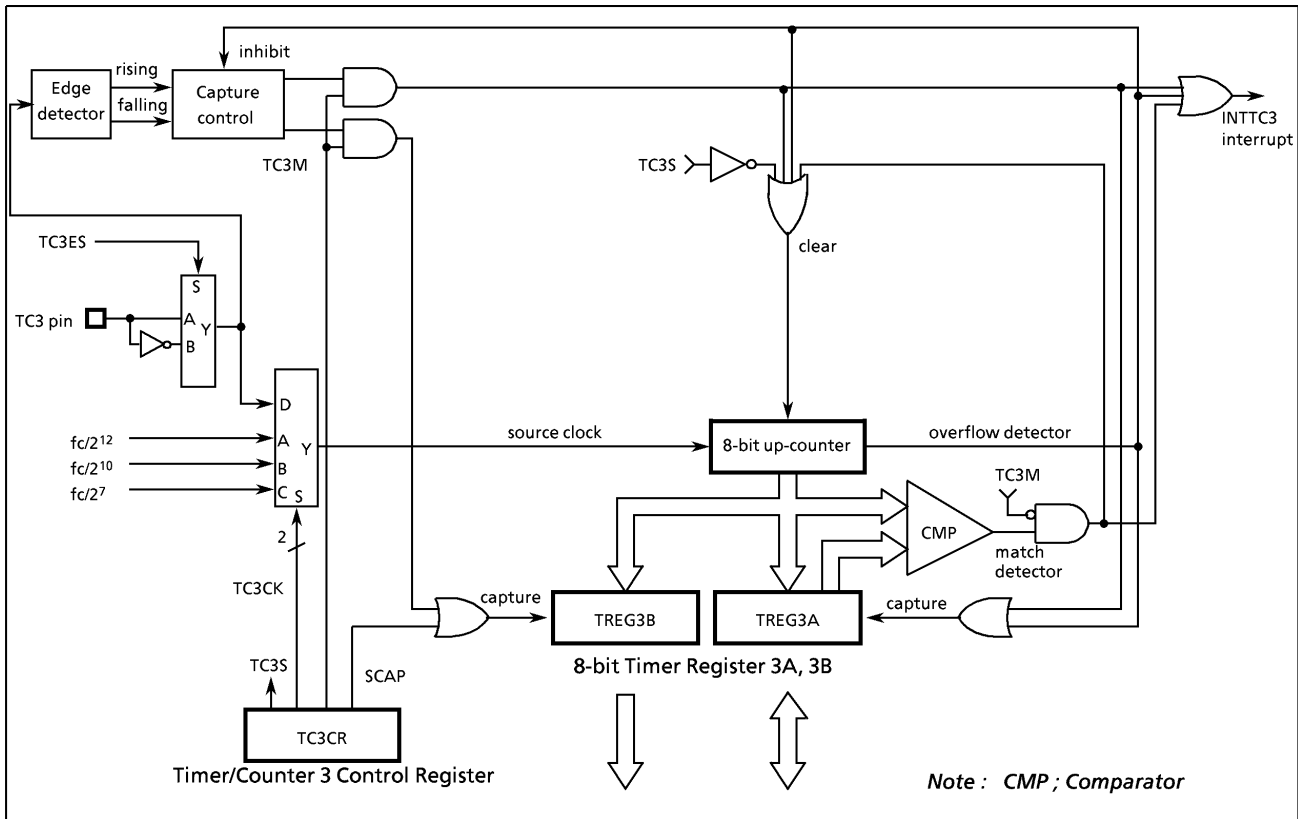 inhibit
rising
Edge
detector
falling
Capture
control
INTTC3
interrupt
TC3M
TC3S
clear
TC3ES
S
A
Y
B
TC3 pin
D
A
Y
B
C
S
fc/2¹²
fc/2¹⁰
fc/2⁷
source clock
8-bit up-counter
overflow detector
TC3M
CMP
match
detector
2
TC3CK
capture
TREG3B
TREG3A
capture
8-bit Timer Register 3A, 3B
TC3S
SCAP
TC3CR
Timer/Counter 3 Control Register
Note : CMP ; Comparator